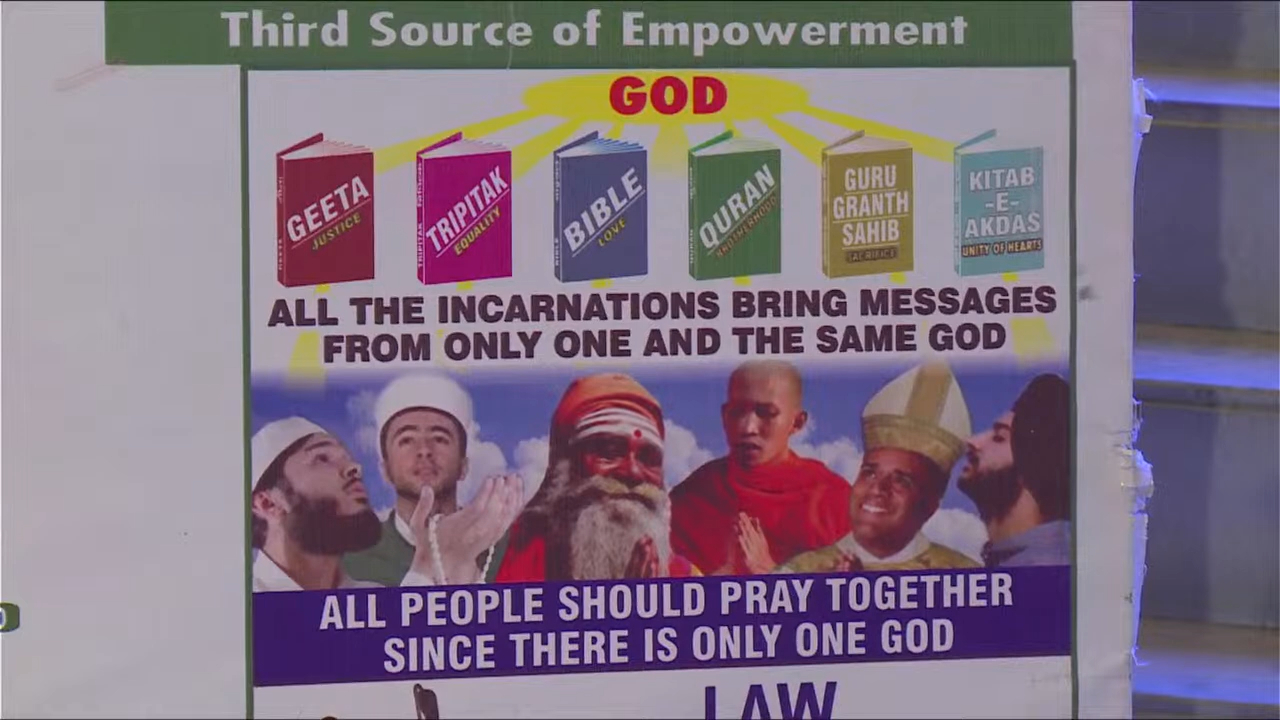 Third Source of Empowerment
GOD
GEETA
JUSTICE
TRIPITAK
EQUALITY
BIBLE
LOVE
QURAN
BROTHERHOOD
GURU
GRANTH
SAHIB
SACRIFICE
KITAB
-E-
AKDAS
UNITY OF HEARTS
ALL THE INCARNATIONS BRING MESSAGES
FROM ONLY ONE AND THE SAME GOD
ALL PEOPLE SHOULD PRAY TOGETHER
SINCE THERE IS ONLY ONE GOD
LAW